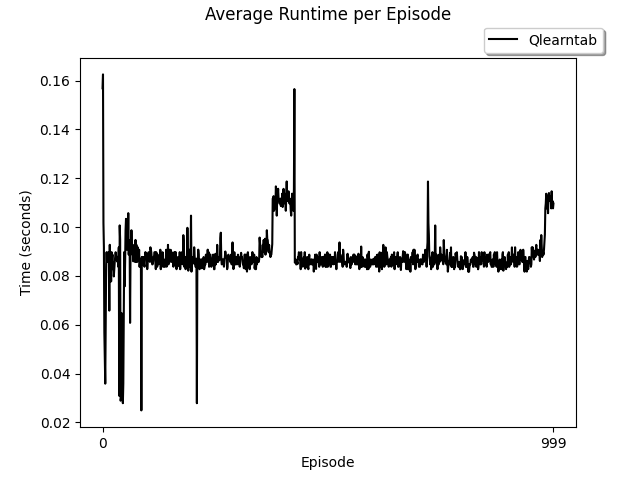 Average Runtime per Episode
Qlearntab
0.16
0.14
0.12
0.10
0.08
0.06
0.04
0.02
Time (seconds)
0
999
Episode